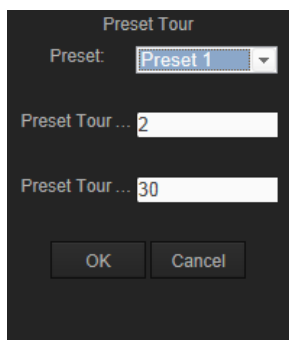 Preset Tour
Preset: Preset 1
Preset Tour ... 2
Preset Tour ... 30
OK Cancel